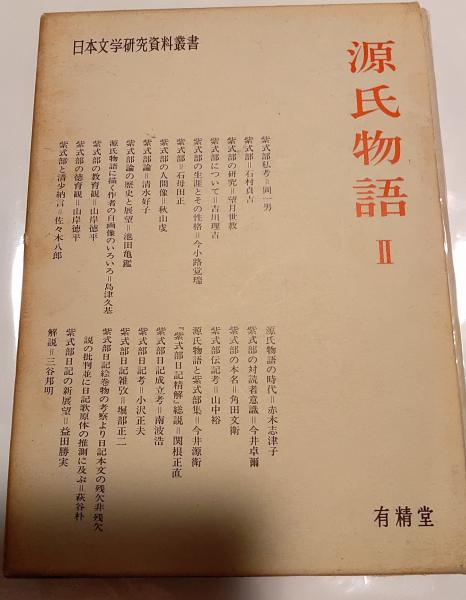 日本文学研究資料叢書
源氏物語 II
紫式部私考＝岡一男
紫式部＝石村貞吉
紫式部の研究＝望月世教
紫式部について＝吉川理吉
紫式部の生涯とその性格＝今小路覚瑞
紫式部＝石母田正
紫式部の人間像＝秋山虔
紫式部論＝清水好子
紫式部論の歴史と展望＝池田亀鑑
源氏物語に描く作者の自画像のいろいろ＝島津久基
紫式部の教育観＝山岸徳平
紫式部の徳育観＝山岸徳平
紫式部と清少納言＝佐々木八郎
源氏物語の時代＝赤木志津子
紫式部の対読者意識＝今井卓爾
紫式部の本名＝角田文衛
紫式部伝記考＝山中裕
源氏物語と紫式部集＝今井源衛
『紫式部日記精解』総説＝関根正直
紫式部日記成立考＝南波浩
紫式部日記考＝小沢正夫
紫式部日記雑攷＝堀部正二
紫式部日記絵巻物の考察より日記本文の残欠非残欠
説の批判並に日記歌原体の推測に及ぶ＝萩谷朴
紫式部日記の新展望＝益田勝実
解説＝三谷邦明
有精堂